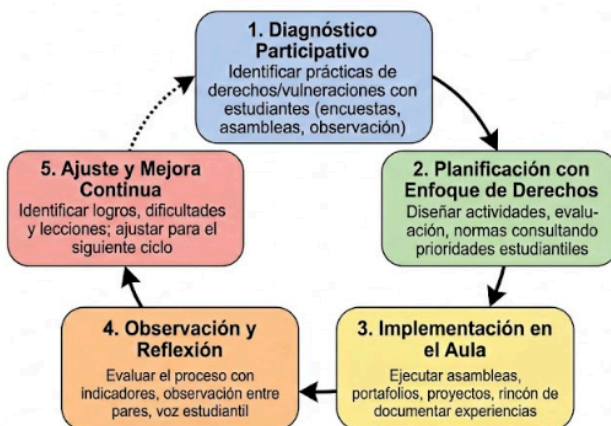 1. Diagnóstico
Participativo
Identificar prácticas de
derechos/vulneraciones con
estudiantes (encuestas,
asambleas, observación)
2. Planificación con
Enfoque de Derechos
Diseñar actividades, evalu-
ación, normas consultando
prioridades estudiantiles
3. Implementación en
el Aula
Ejecutar asambleas,
portafolios, proyectos, rincón de
documentar experiencias
4. Observación y
Reflexión
Evaluar el proceso con
indicadores, observación entre
pares, voz estudiantil
5. Ajuste y Mejora
Continua
Identificar logros, dificultades
y lecciones; ajustar para el
siguiente ciclo